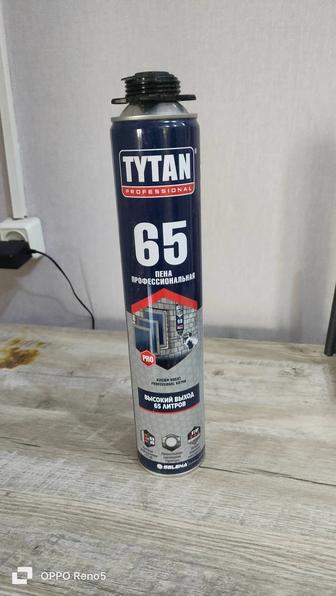 TYTAN
PROFESSIONAL
65
ПЕНА
ПРОФЕССИОНАЛЬНАЯ
PRO
ВЫСОКИЙ ВЫХОД
65 ЛИТРОВ
SELENA
OPPO Reno5